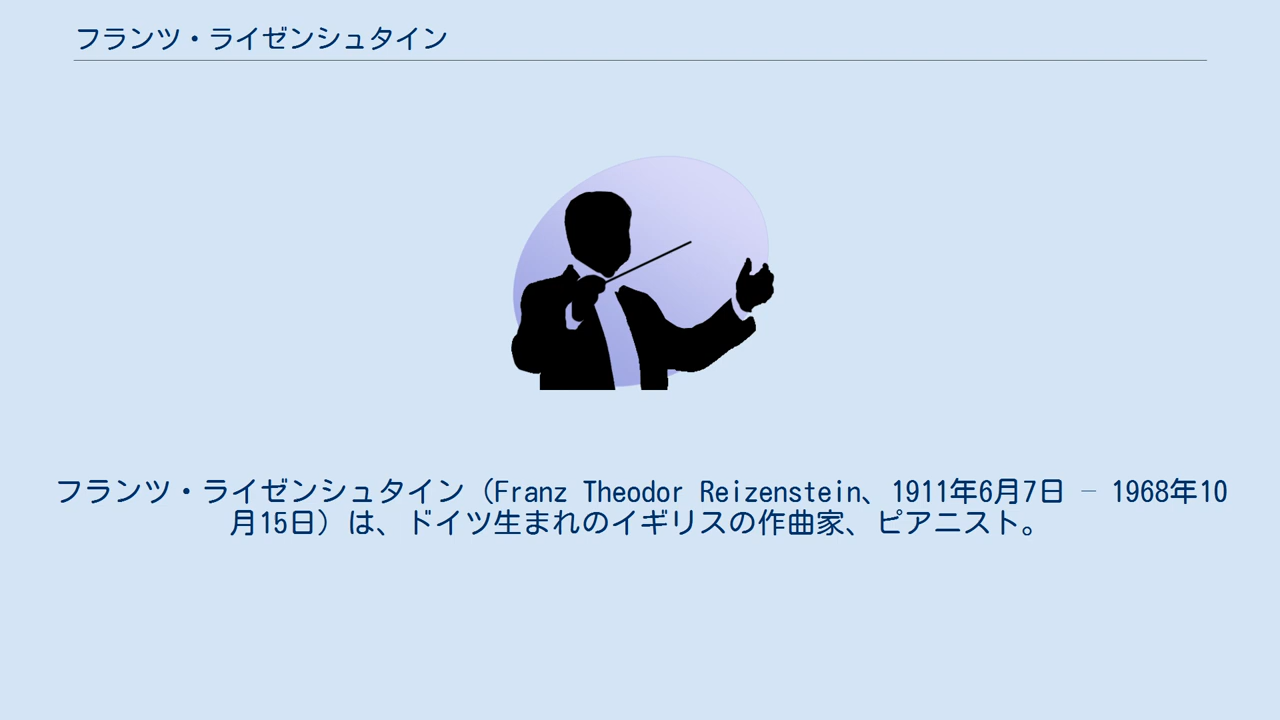 フランツ・ライゼンシュタイン
フランツ・ライゼンシュタイン（Franz Theodor Reizenstein、1911年6月7日 – 1968年10
月15日）は、ドイツ生まれのイギリスの作曲家、ピアニスト。